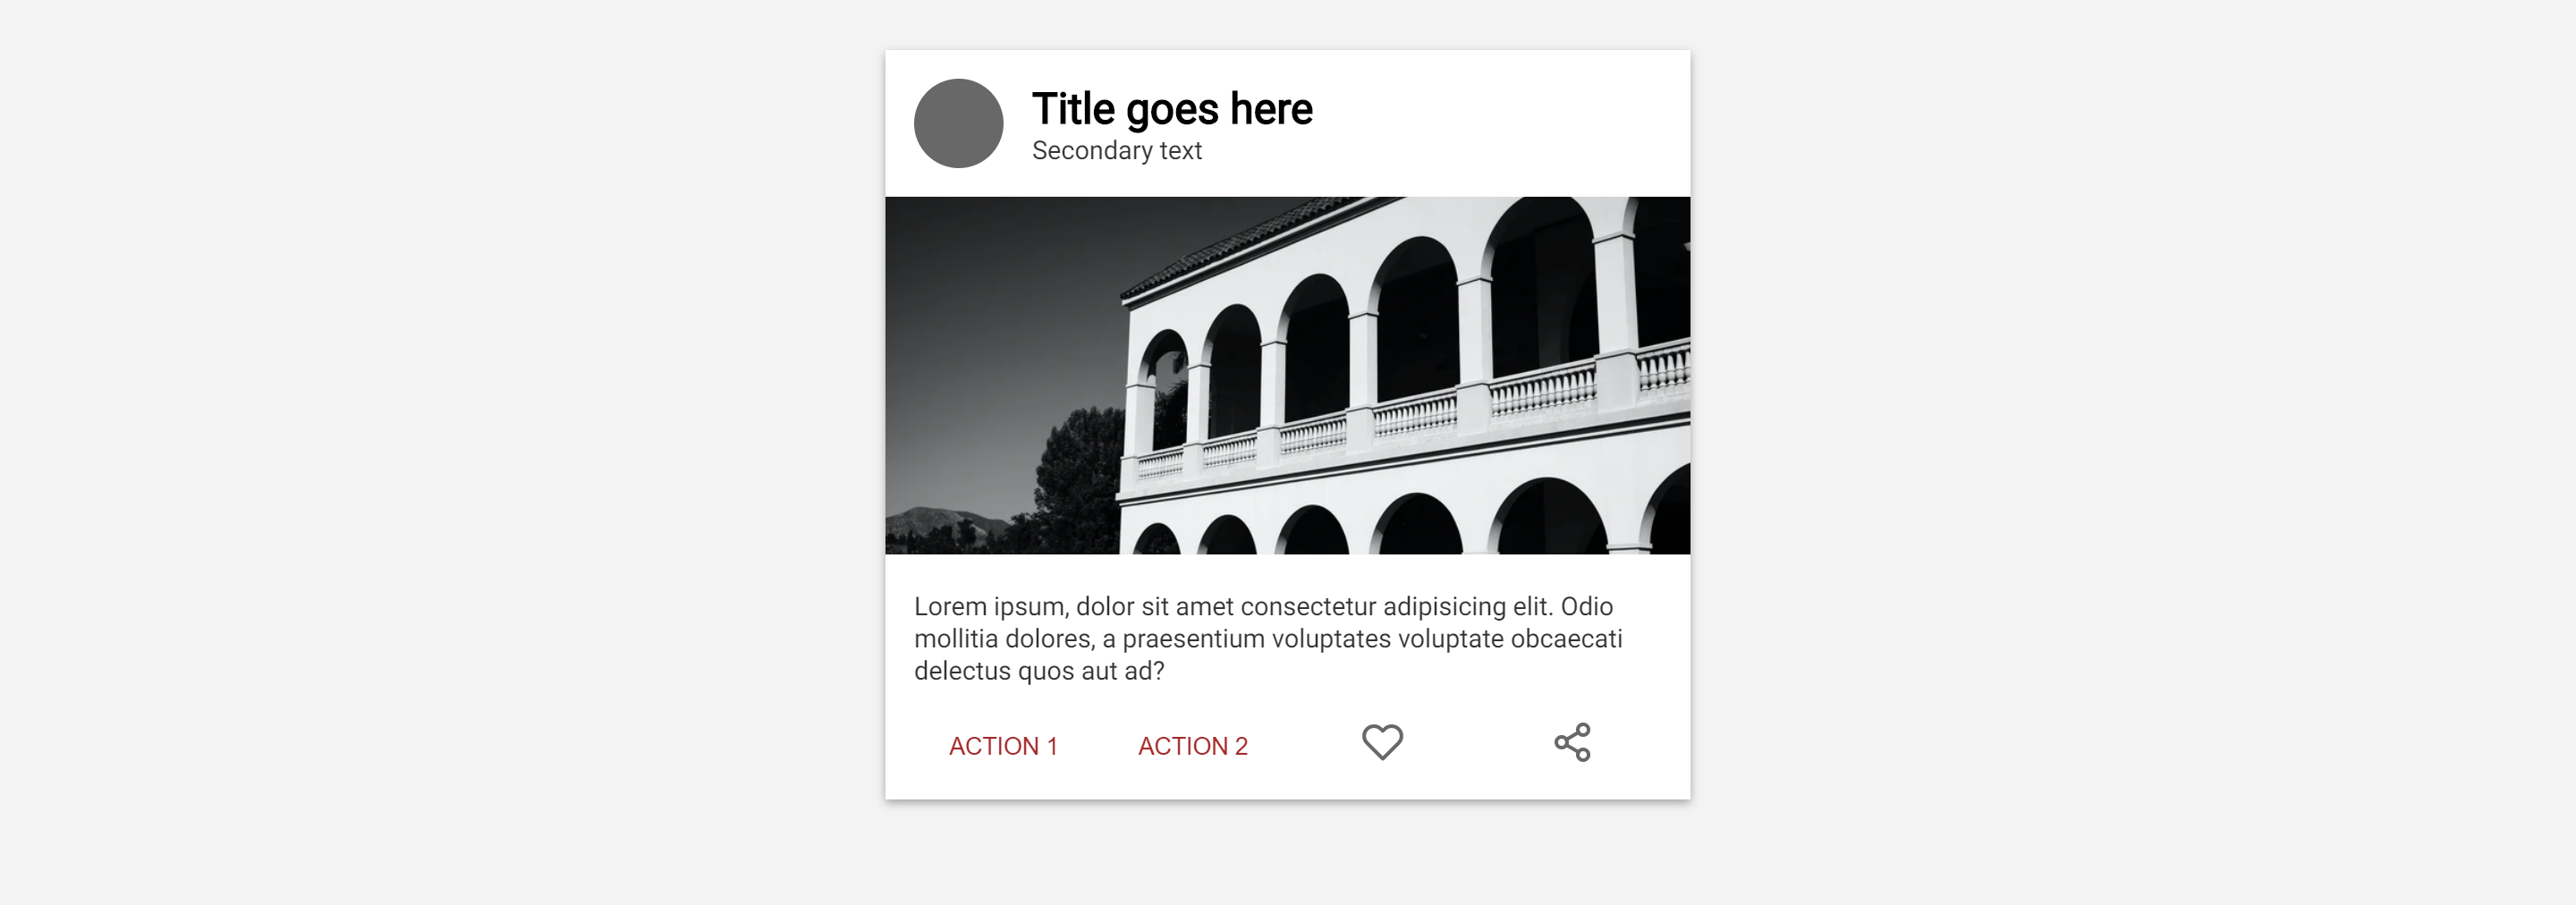 Title goes here
Secondary text
Lorem ipsum, dolor sit amet consectetur adipisicing elit. Odio
mollitia dolores, a praesentium voluptates voluptate obcaecati
delectus quos aut ad?
ACTION 1 ACTION 2